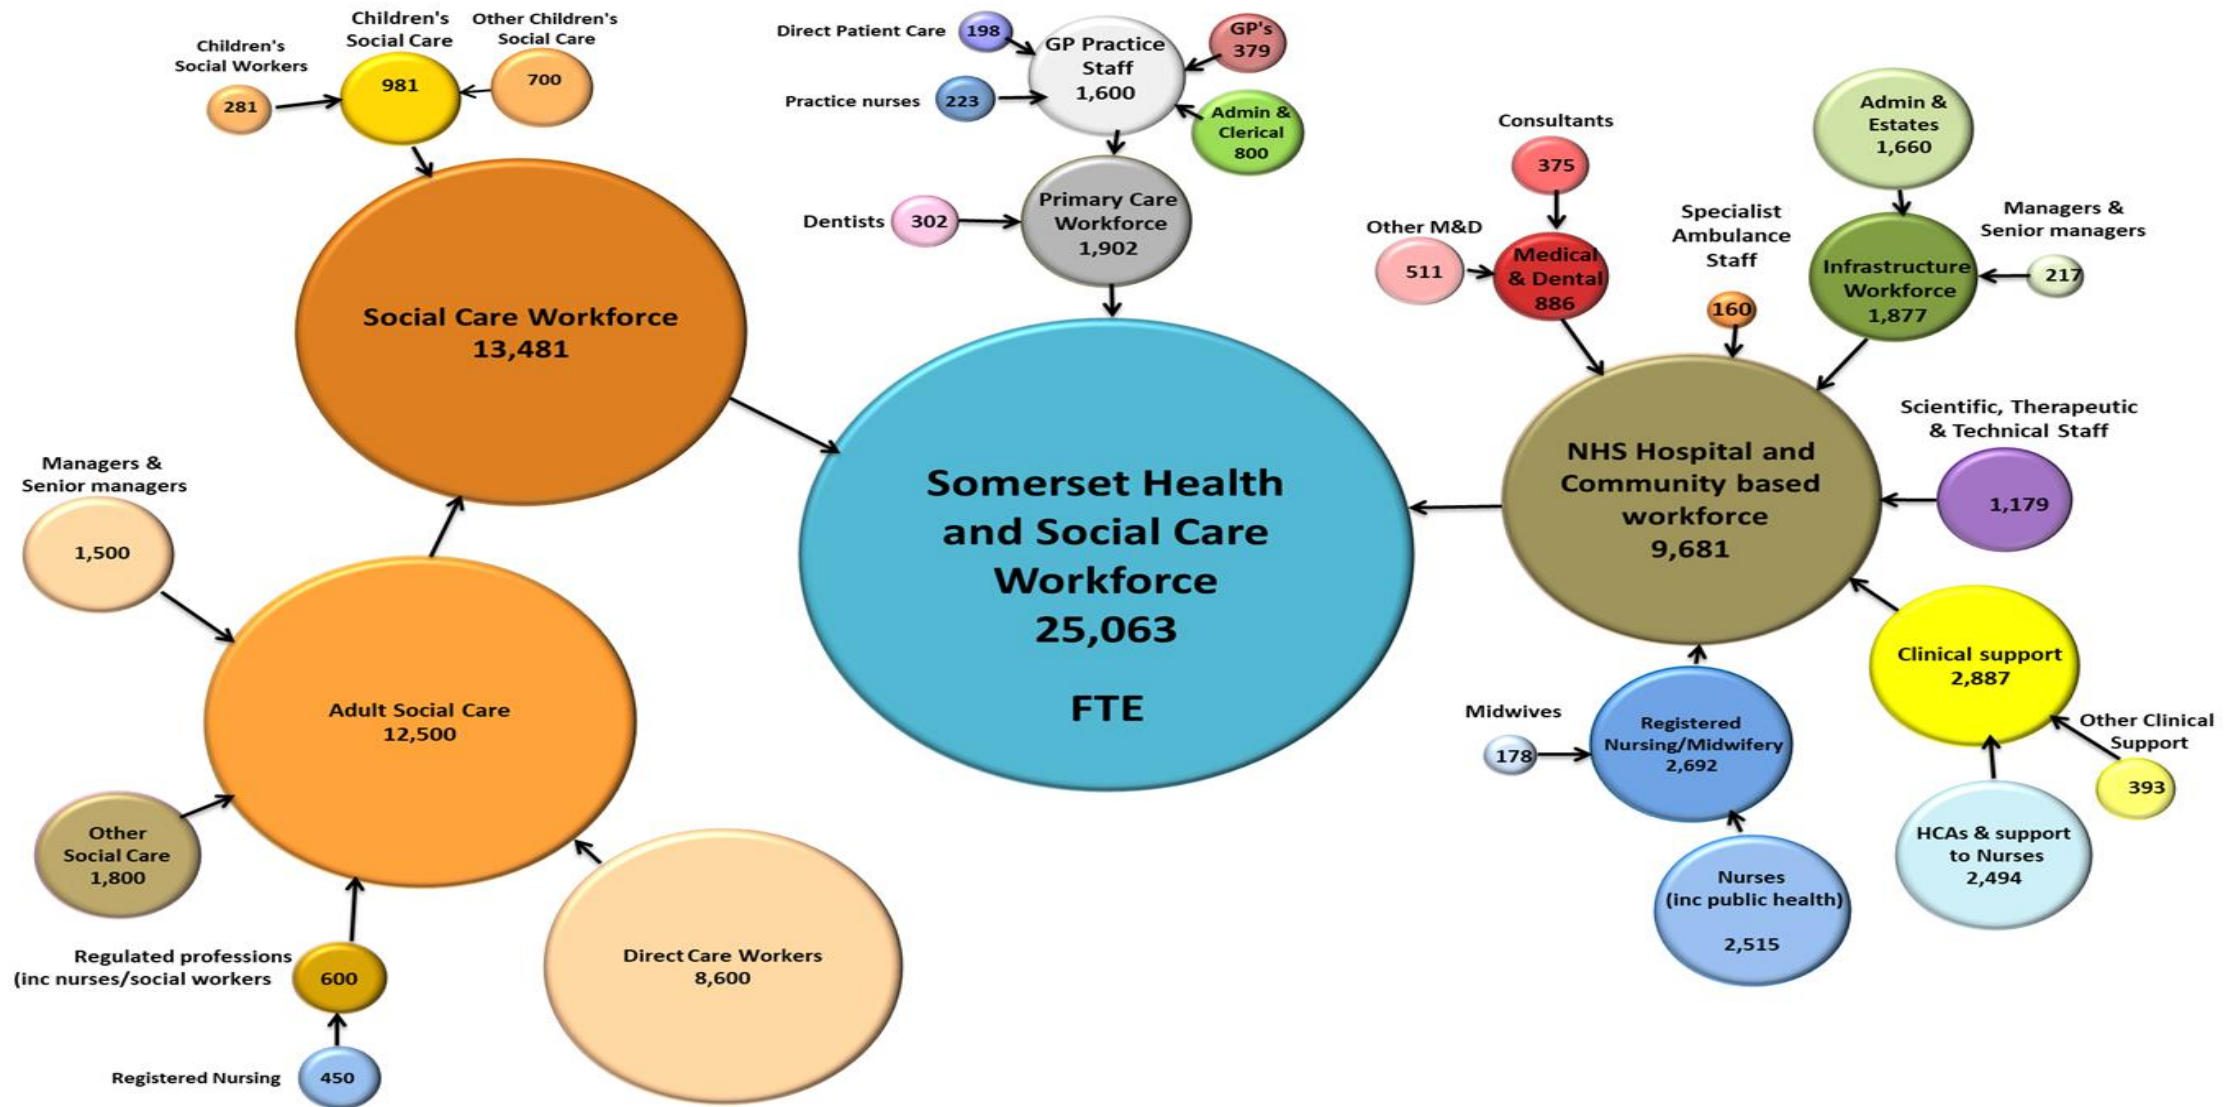 Children's
Social Workers
281
Children's
Social Care
981
Other Children's
Social Care
700
Social Care Workforce
13,481
Managers &
Senior managers
1,500
Adult Social Care
12,500
Other
Social Care
1,800
Regulated professions
(inc nurses/social workers
600
Registered Nursing
450
Direct Care Workers
8,600
Direct Patient Care
198
Practice nurses
223
GP Practice
Staff
1,600
GP's
379
Admin &
Clerical
800
Dentists
302
Primary Care
Workforce
1,902
Somerset Health
and Social Care
Workforce
25,063
FTE
Consultants
375
Other M&D
511
Medical
& Dental
886
Specialist
Ambulance
Staff
160
Admin &
Estates
1,660
Infrastructure
Workforce
1,877
Managers &
Senior managers
217
NHS Hospital and
Community based
workforce
9,681
Scientific, Therapeutic
& Technical Staff
1,179
Clinical support
2,887
Other Clinical
Support
393
HCAs & support
to Nurses
2,494
Midwives
178
Registered
Nursing/Midwifery
2,692
Nurses
(inc public health)
2,515